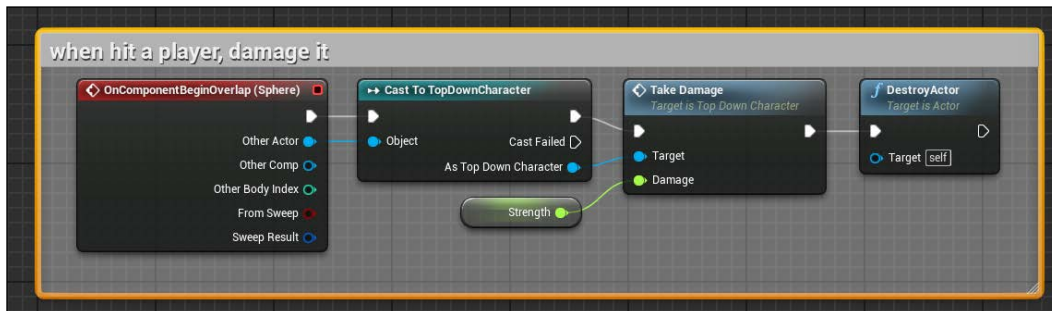 when hit a player, damage it
OnComponentBeginOverlap (Sphere)
Other Actor
Other Comp
Other Body Index
From Sweep
Sweep Result
Cast To TopDownCharacter
Object
Cast Failed
As Top Down Character
Strength
Take Damage
Target is Top Down Character
Target
Damage
DestroyActor
Target is Actor
Target self